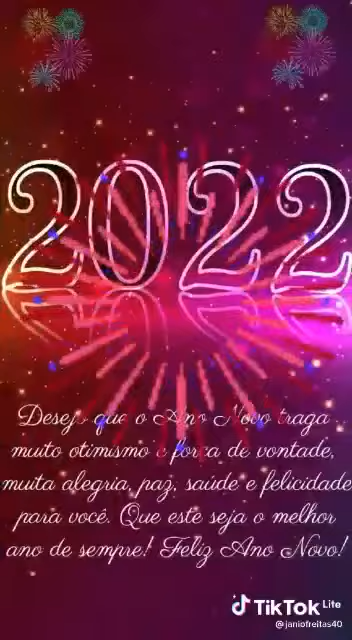 2022
Desejo que o Ano Novo traga
muito otimismo e força de vontade,
muita alegria, paz, saúde e felicidade
para você. Que este seja o melhor
ano de sempre! Feliz Ano Novo!
TikTok Lite
@janiofreitas40